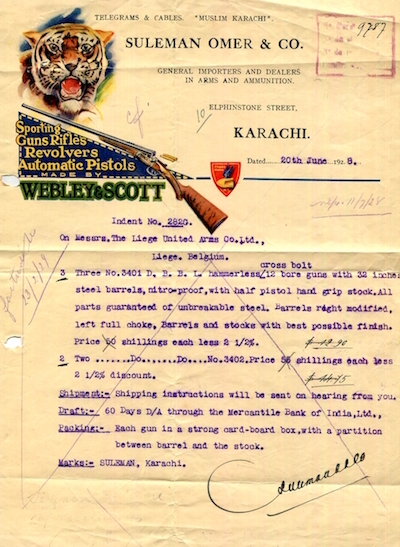 TELEGRAMS & CABLES. "MUSLIM KARACHI".
9787
SULEMAN OMER & CO.
GENERAL IMPORTERS AND DEALERS
IN ARMS AND AMMUNITION.
10
ELPHINSTONE STREET,
KARACHI.
Sporting
Guns Rifles
Revolvers
Automatic Pistols
MADE BY
WEBLEY & SCOTT
Dated 20th June 1928.
Indent No. 2820.
On Messrs. The Liege United Arms Co.Ltd.,
Liege. Belgium.
cross bolt
3 Three No.3401 D. B. B. L. hammerless/12 bore guns with 32 inches
steel barrels, nitro-proof, with half pistol hand grip stock. All
parts guaranteed of unbreakable steel. Barrels right modified,
left full choke, Barrels and stocks with best possible finish.
Price shillings each less 2 1/2%.
2 Two ......Do......Do...No.3402. Price shillings each less
2 1/2% discount.
Shipment:- Shipping instructions will be sent on hearing from you.
Draft:- 60 Days D/A through the Mercantile Bank of India, Ltd.,
Packing:- Each gun in a strong card-board box, with a partition
between barrel and the stock.
Marks:- SULEMAN, Karachi.